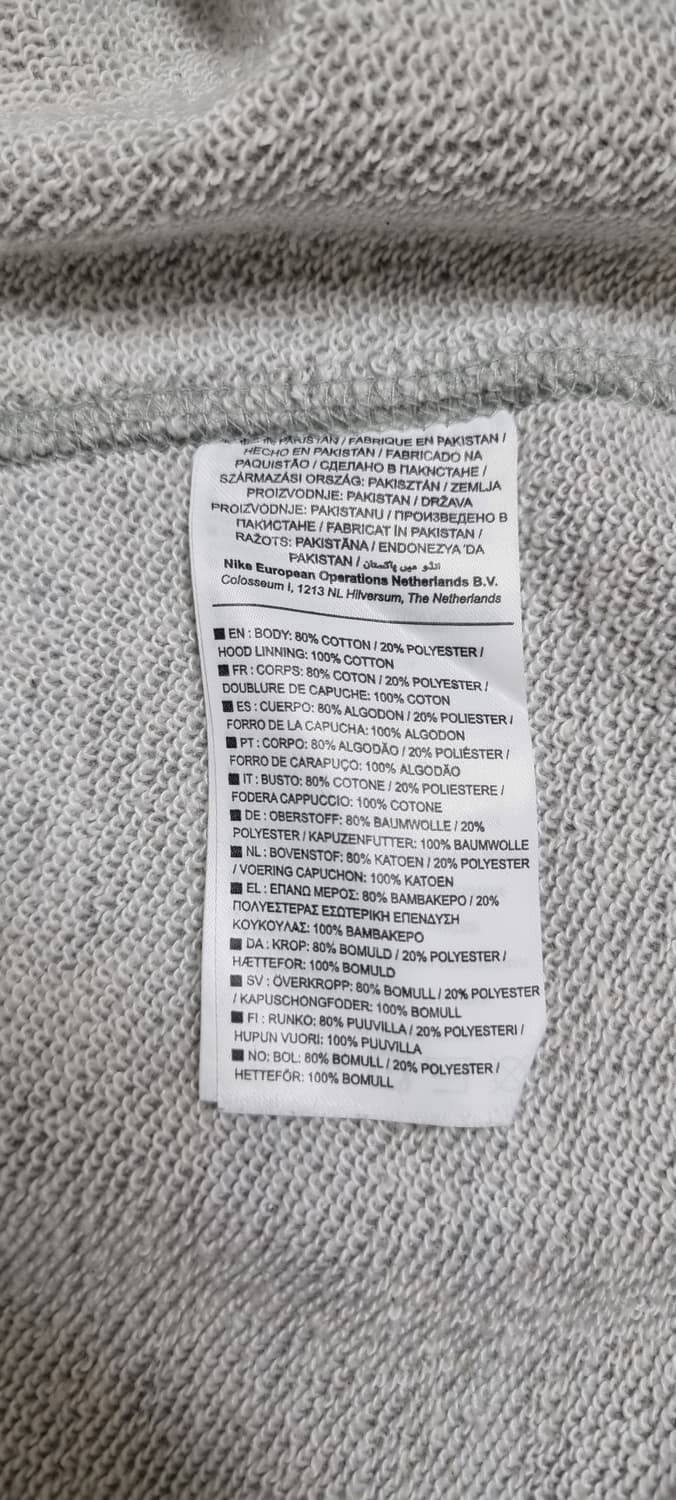 PAKISTAN / FABRIQUE EN PAKISTAN /
HECHO EN PAKISTAN / FABRICADO NA
PAQUISTÃO / СДЕЛАНО В ПАКНСТАНЕ /
SZÁRMAZÁSI ORSZÁG: PAKISZTÁN / ZEMLJA
PROIZVODNJE: PAKISTAN / DRŽAVA
PROIZVODNJE: PAKISTANU / ПРОИЗВЕДЕНО В
ПАКИСТАНЕ / FABRICAT ÎN PAKISTAN /
RAŽOTS: PAKISTĀNA / ENDONEZYA'DA
PAKISTAN /
Nike European Operations Netherlands B.V.
Colosseum I, 1213 NL Hilversum, The Netherlands
■ EN : BODY: 80% COTTON / 20% POLYESTER /
HOOD LINNING: 100% COTTON
■ FR : CORPS: 80% COTON / 20% POLYESTER /
DOUBLURE DE CAPUCHE: 100% COTON
■ ES : CUERPO: 80% ALGODON / 20% POLIESTER /
FORRO DE LA CAPUCHA: 100% ALGODON
■ PT : CORPO: 80% ALGODÃO / 20% POLIÉSTER /
FORRO DE CARAPUÇO: 100% ALGODÃO
■ IT : BUSTO: 80% COTONE / 20% POLIESTERE /
FODERA CAPPUCCIO: 100% COTONE
■ DE : OBERSTOFF: 80% BAUMWOLLE / 20%
POLYESTER / KAPUZENFUTTER: 100% BAUMWOLLE
■ NL : BOVENSTOF: 80% KATOEN / 20% POLYESTER
/ VOERING CAPUCHON: 100% KATOEN
■ EL : ΕΠΑΝΩ ΜΕΡΟΣ: 80% ΒΑΜΒΑΚΕΡΟ / 20%
ΠΟΛΥΕΣΤΕΡΑΣ ΕΣΩΤΕΡΙΚΗ ΕΠΕΝΔΥΣΗ
ΚΟΥΚΟΥΛΑΣ: 100% ΒΑΜΒΑΚΕΡΟ
■ DA : KROP: 80% BOMULD / 20% POLYESTER /
HÆTTEFOR: 100% BOMULD
■ SV : ÖVERKROPP: 80% BOMULL / 20% POLYESTER
/ KAPUSCHONGFODER: 100% BOMULL
■ FI : RUNKO: 80% PUUVILLA / 20% POLYESTERI /
HUPUN VUORI: 100% PUUVILLA
■ NO: BOL: 80% BOMULL / 20% POLYESTER /
HETTEFÔR: 100% BOMULL